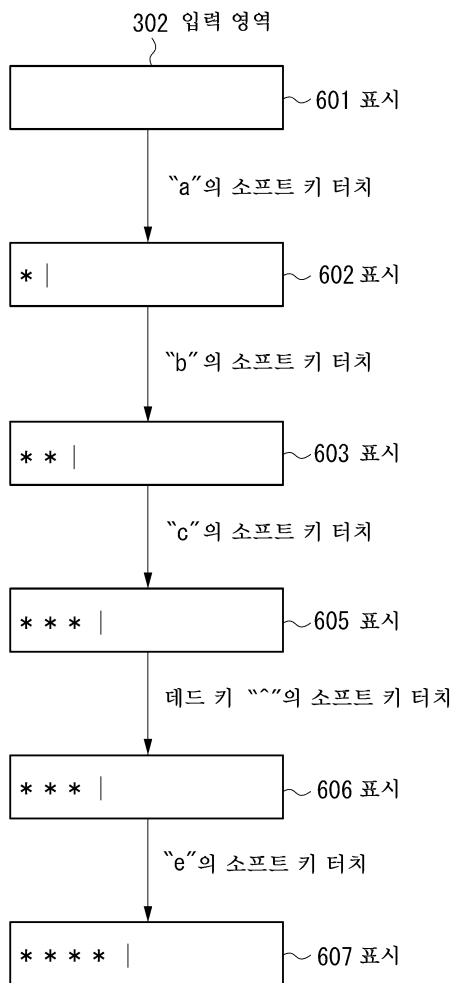 302 입력 영역
601 표시
“a”의 소프트 키 터치
* |
602 표시
“b”의 소프트 키 터치
* * |
603 표시
“c”의 소프트 키 터치
* * * |
605 표시
데드 키 “^”의 소프트 키 터치
* * * |
606 표시
“e”의 소프트 키 터치
* * * * |
607 표시